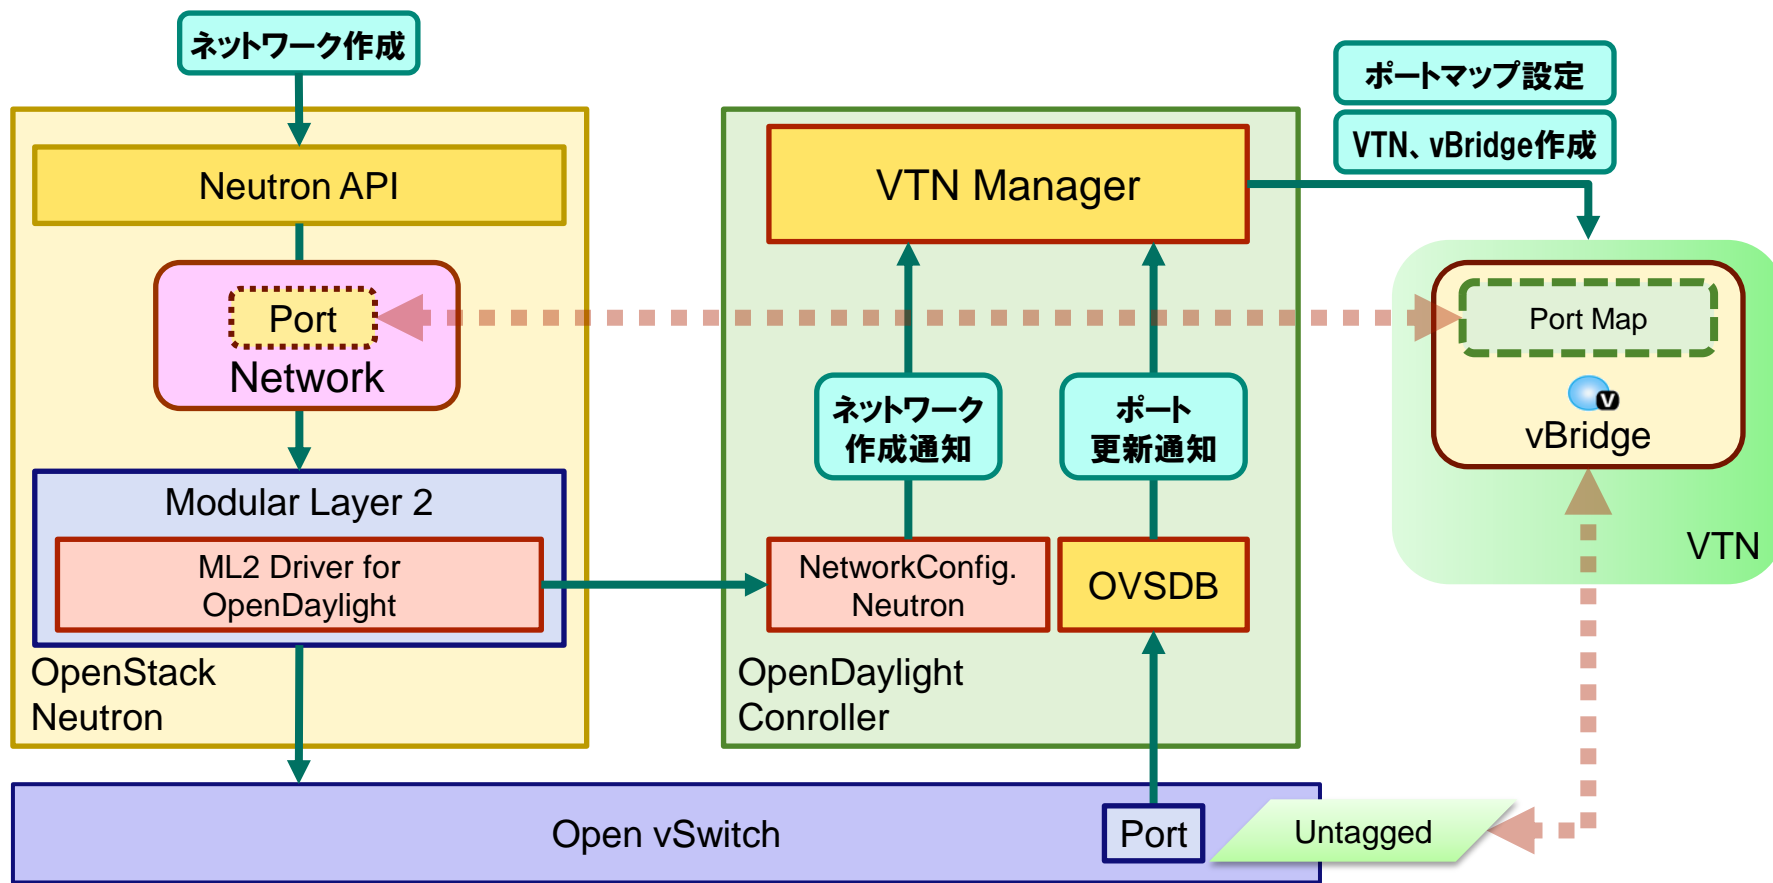 ネットワーク作成
ポートマップ設定
VTN、vBridge作成
Neutron API
VTN Manager
Port
Network
Port Map
vBridge
V
VTN
ネットワーク
作成通知
ポート
更新通知
Modular Layer 2
ML2 Driver for
OpenDaylight
NetworkConfig.
Neutron
OVSDB
OpenStack
Neutron
OpenDaylight
Conroller
Open vSwitch
Port
Untagged